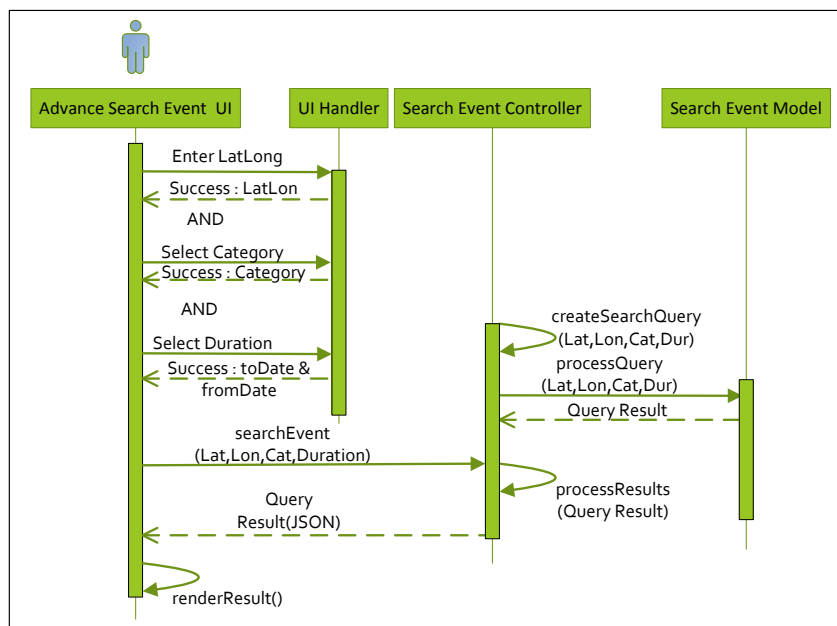 Advance Search Event UI
UI Handler
Search Event Controller
Search Event Model
Enter LatLong
Success : LatLon
AND
Select Category
Success : Category
AND
Select Duration
Success : toDate &
fromDate
createSearchQuery
(Lat,Lon,Cat,Dur)
processQuery
(Lat,Lon,Cat,Dur)
Query Result
searchEvent
(Lat,Lon,Cat,Duration)
processResults
(Query Result)
Query
Result(JSON)
renderResult()